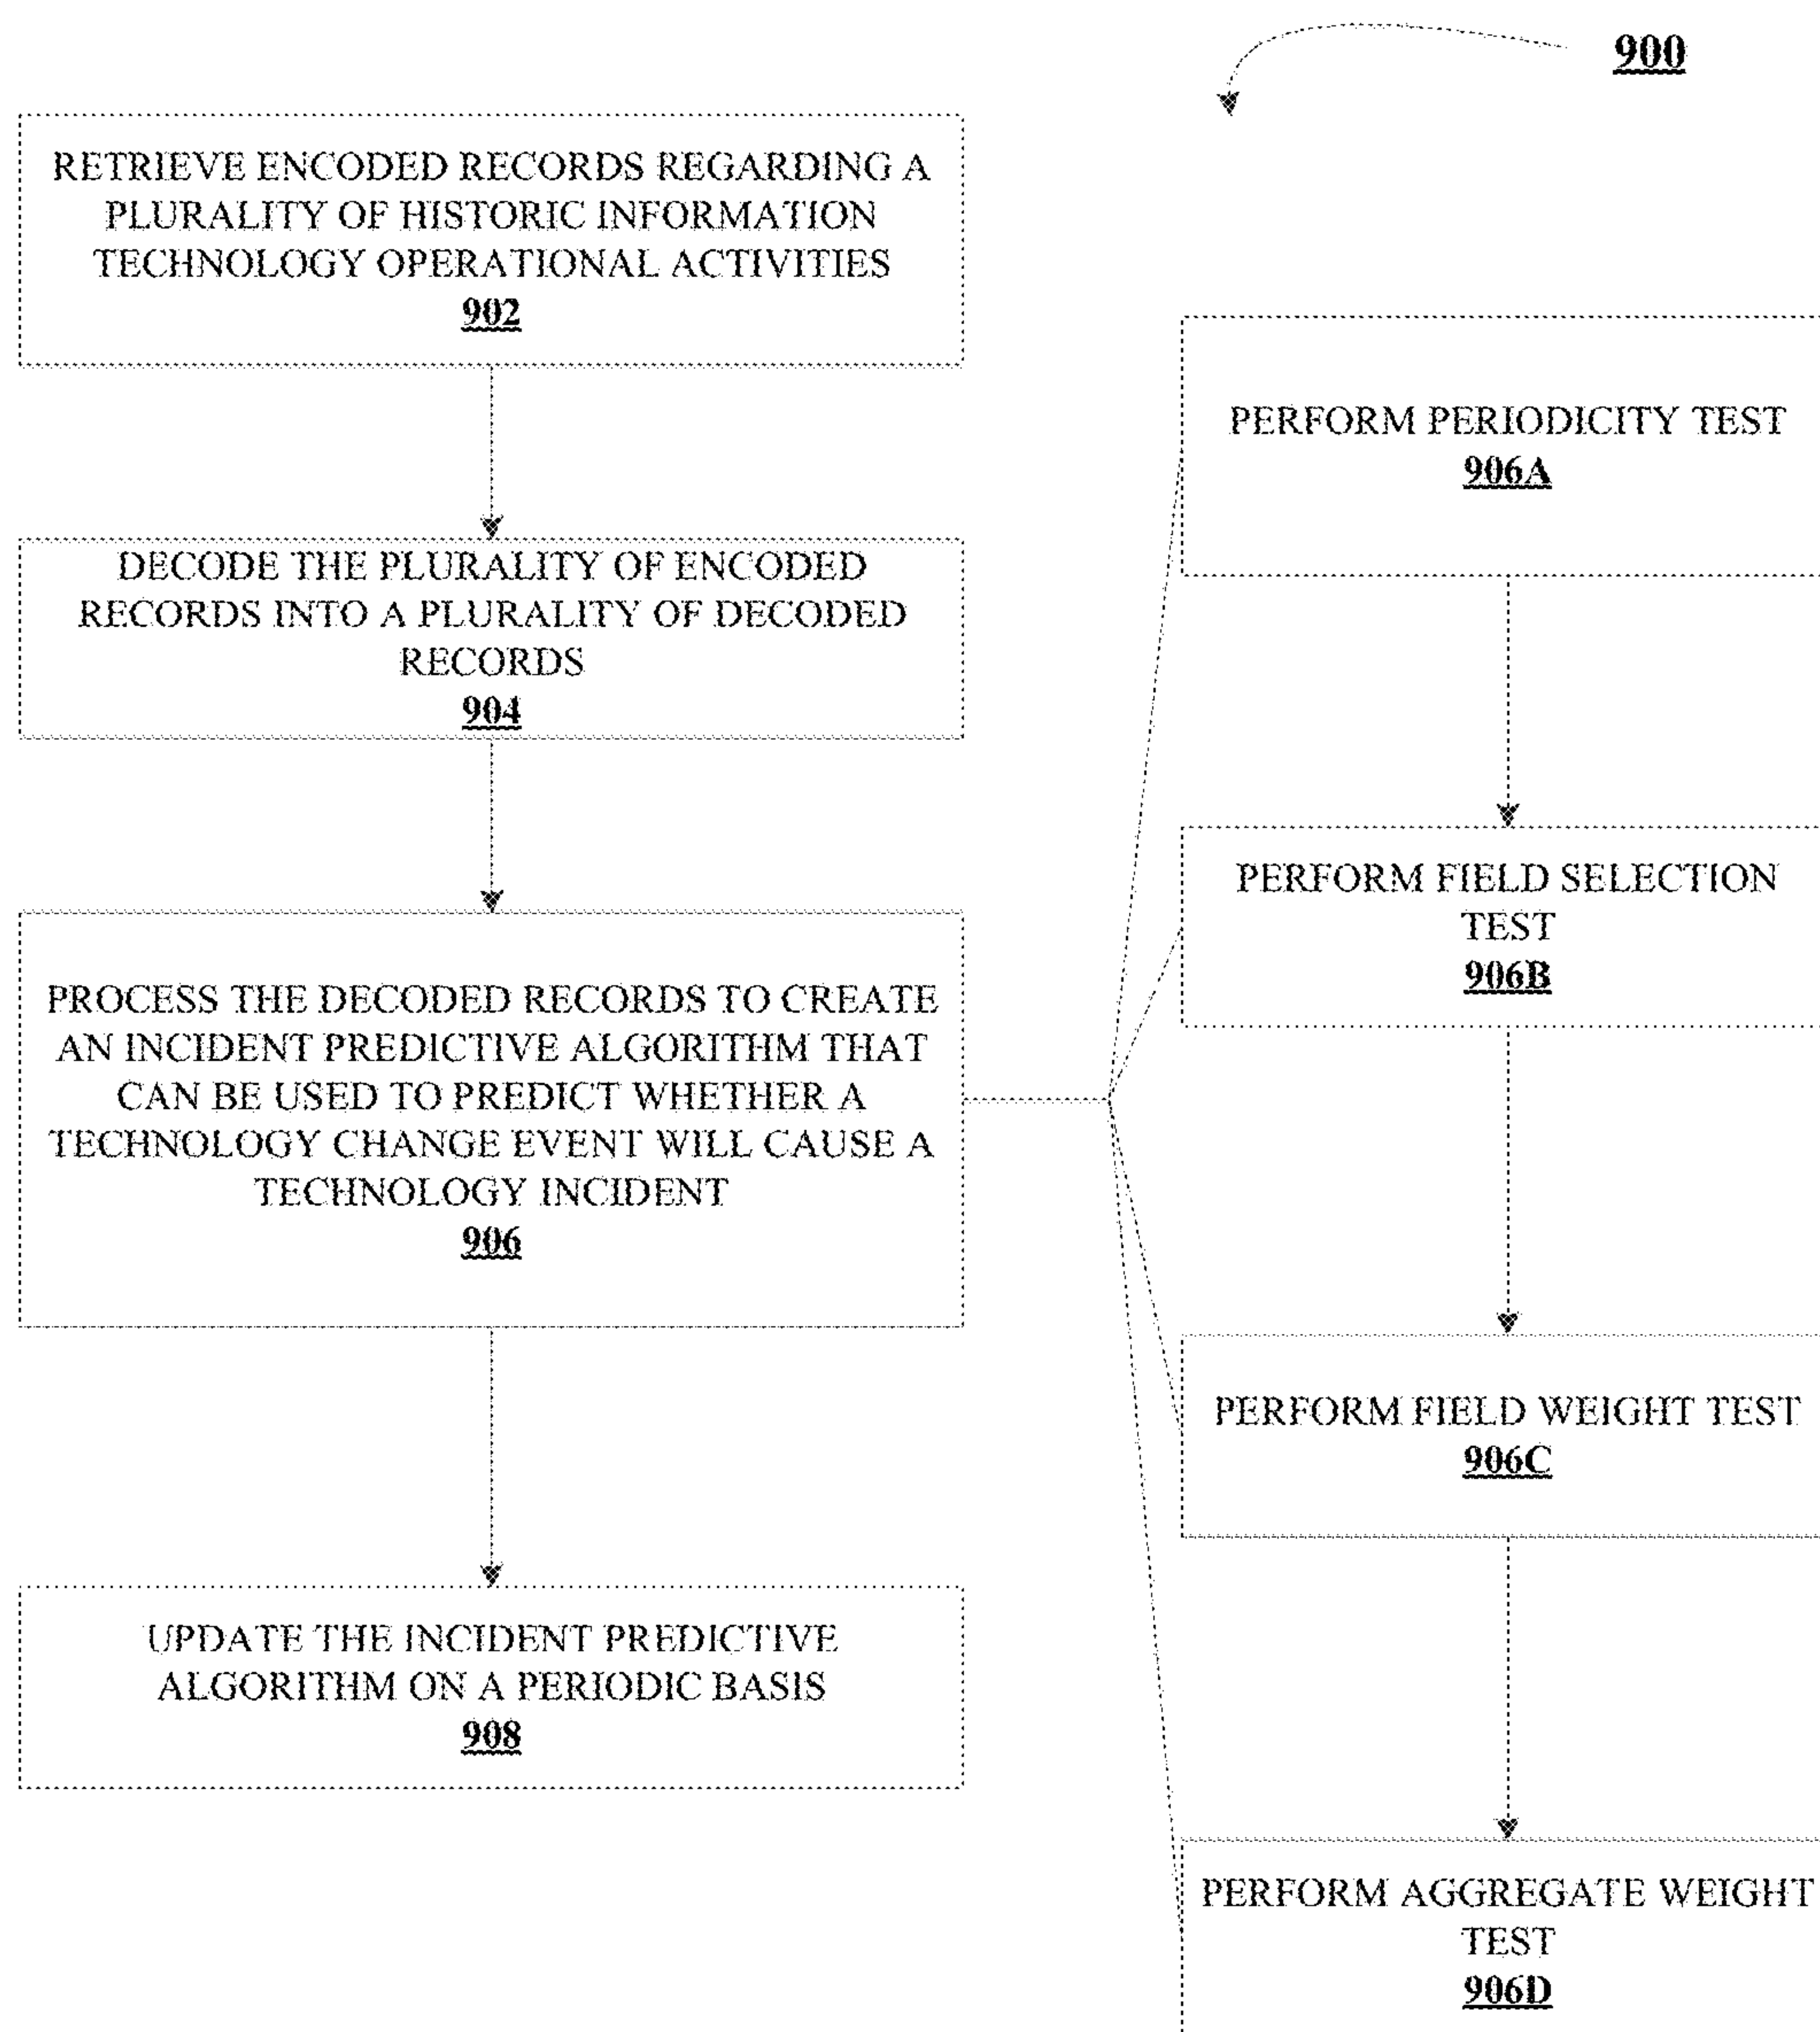 900
RETRIEVE ENCODED RECORDS REGARDING A
PLURALITY OF HISTORIC INFORMATION
TECHNOLOGY OPERATIONAL ACTIVITIES
902
DECODE THE PLURALITY OF ENCODED
RECORDS INTO A PLURALITY OF DECODED
RECORDS
904
PROCESS THE DECODED RECORDS TO CREATE
AN INCIDENT PREDICTIVE ALGORITHM THAT
CAN BE USED TO PREDICT WHETHER A
TECHNOLOGY CHANGE EVENT WILL CAUSE A
TECHNOLOGY INCIDENT
906
UPDATE THE INCIDENT PREDICTIVE
ALGORITHM ON A PERIODIC BASIS
908
PERFORM PERIODICITY TEST
906A
PERFORM FIELD SELECTION
TEST
906B
PERFORM FIELD WEIGHT TEST
906C
PERFORM AGGREGATE WEIGHT
TEST
906D